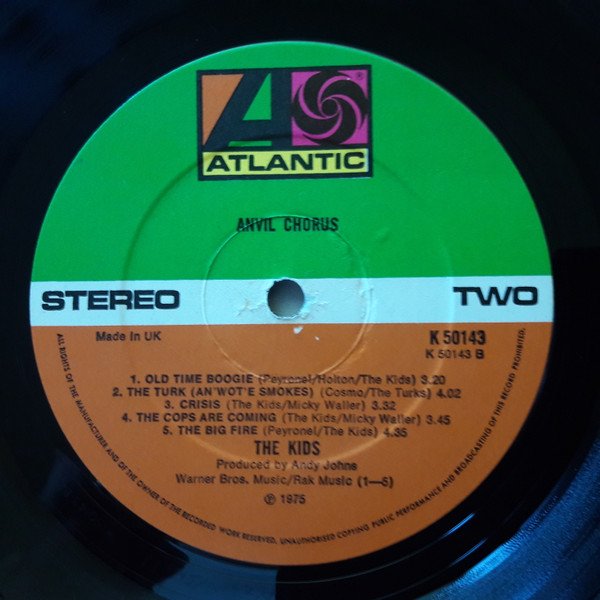 ATLANTIC
ANVIL CHORUS
STEREO TWO
Made in UK K 50143
K 50143 B
1. OLD TIME BOOGIE (Peyronel/Holton/The Kids) 3.20
2. THE TURK (AN'WOT'E SMOKES) (Cosmo/The Turks) 4.02
3. CRISIS (The Kids/Micky Waller) 3.32
4. THE COPS ARE COMING (The Kids/Micky Waller) 3.45
5. THE BIG FIRE (Peyronel/The Kids) 4.35
THE KIDS
Produced by Andy Johns
Warner Bros. Music/Rak Music (1—5)
℗ 1975
ALL RIGHTS OF THE MANUFACTURER AND OF THE OWNER OF THE RECORDED WORK RESERVED. UNAUTHORISED COPYING PUBLIC PERFORMANCE AND BROADCASTING OF THIS RECORD PROHIBITED.